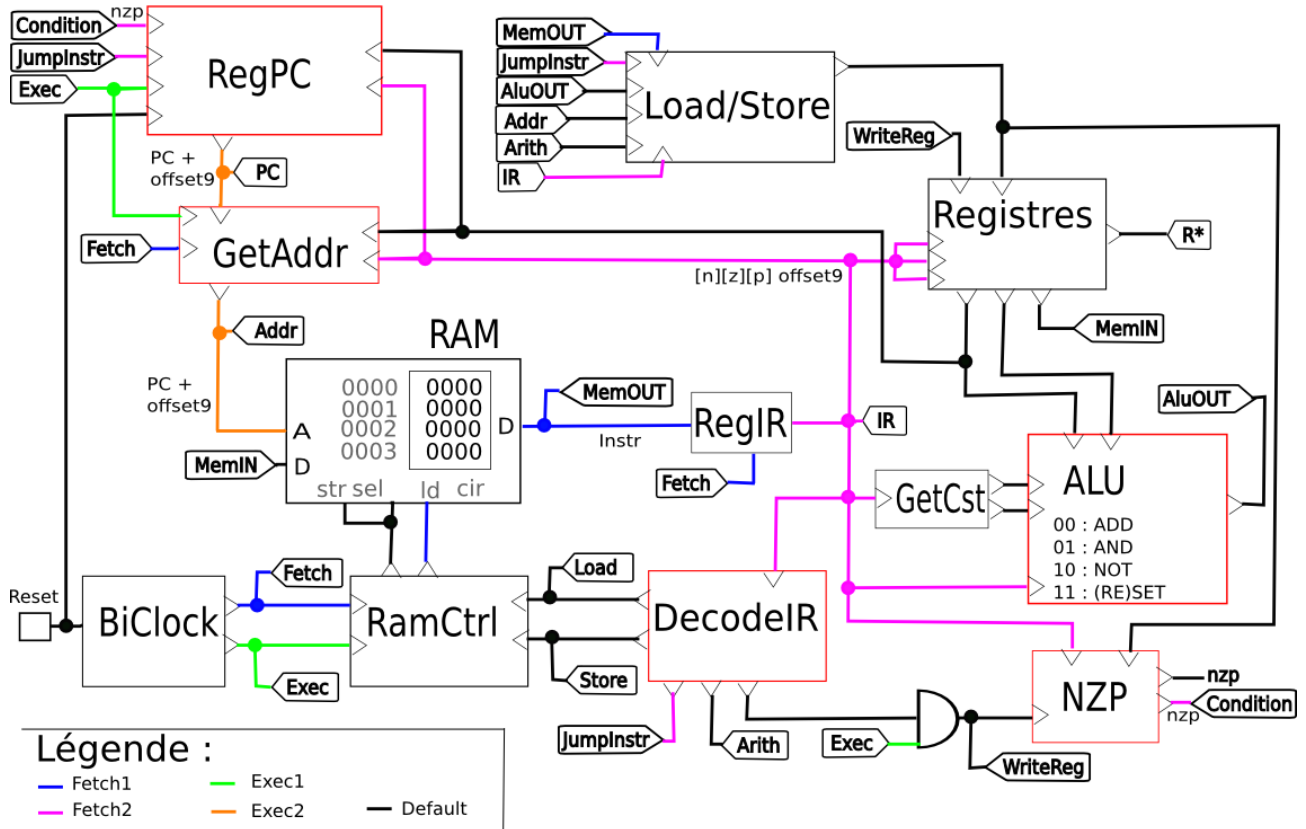 Condition
nzp
JumpInstr
Exec
RegPC
PC +
offset9
PC
Fetch
GetAddr
Addr
PC +
offset9
MemOUT
JumpInstr
AluOUT
Addr
Arith
IR
Load/Store
WriteReg
Registres
R*
[n][z][p] offset9
MemIN
RAM
0000 0000
0001 0000
0002 0000
0003 0000
A
D
D
str sel ld cir
MemIN
MemOUT
Instr
RegIR
Fetch
IR
AluOUT
GetCst
ALU
00 : ADD
01 : AND
10 : NOT
11 : (RE)SET
Reset
BiClock
Fetch
Exec
RamCtrl
Load
Store
DecodeIR
JumpInstr
Arith
Exec
WriteReg
NZP
nzp
Condition
nzp
Légende :
Fetch1
Exec1
Fetch2
Exec2
Default